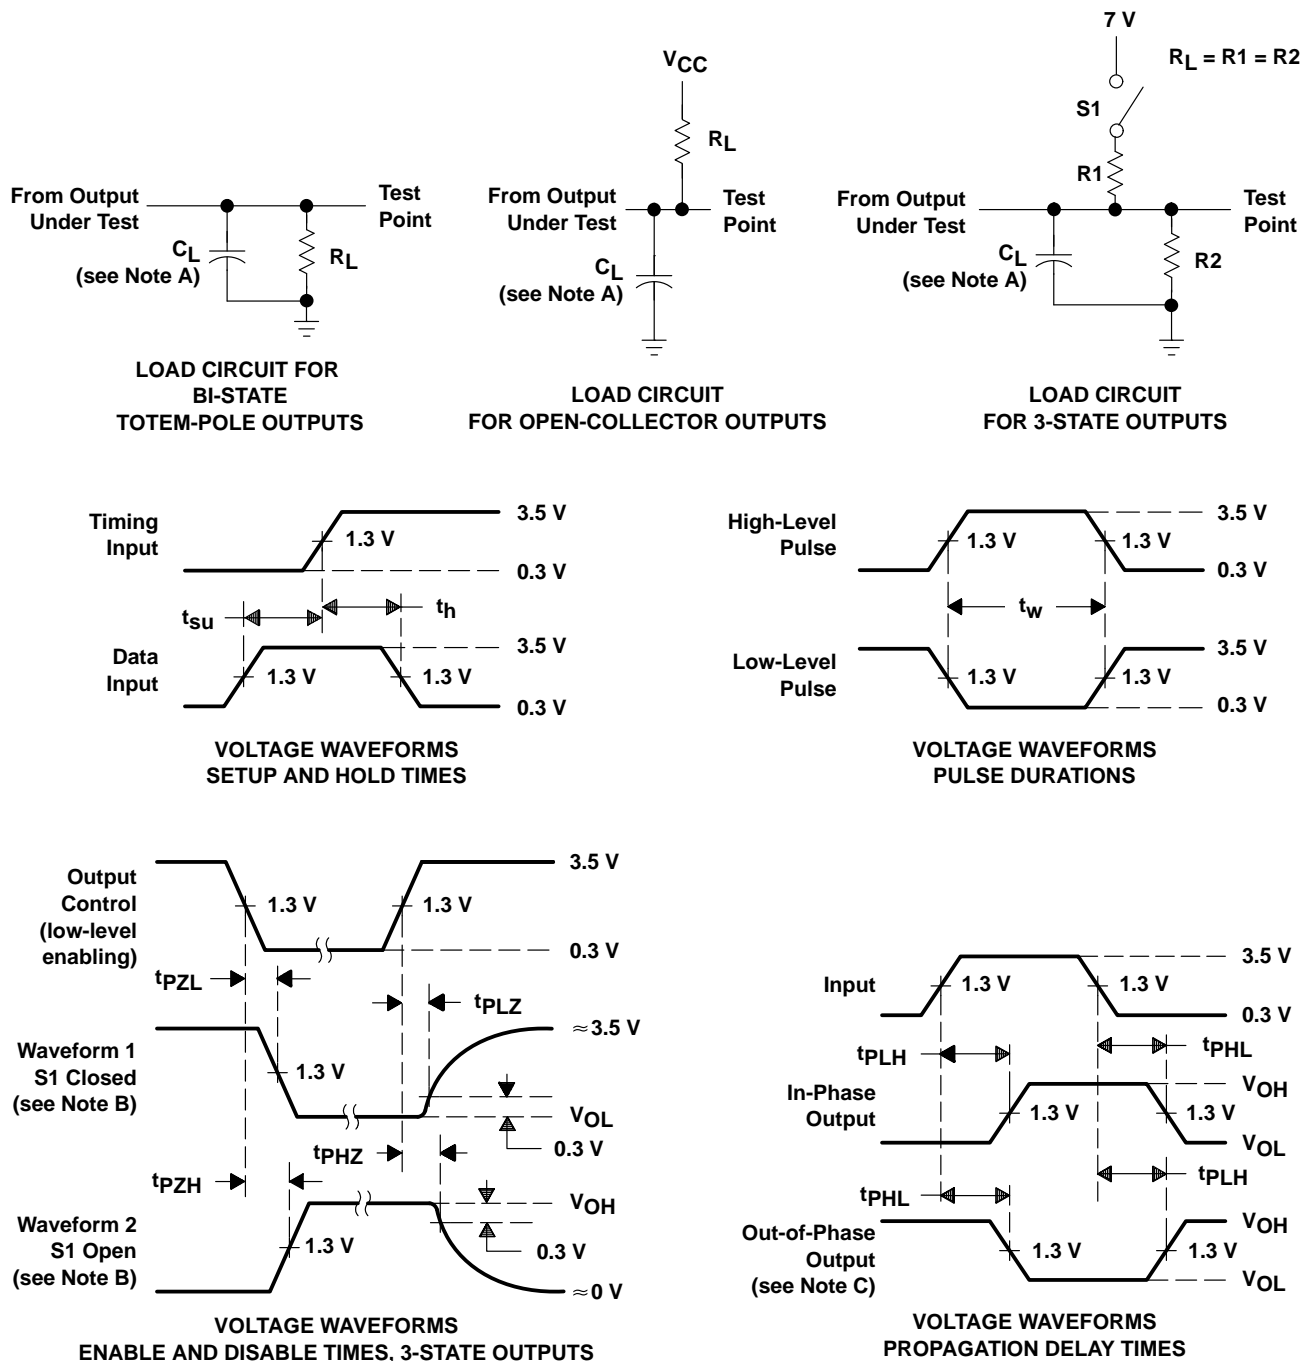 7 V
RL = R1 = R2
S1
R1
From Output
Under Test
Test
Point
CL
(see Note A)
RL
LOAD CIRCUIT FOR
BI-STATE
TOTEM-POLE OUTPUTS
VCC
RL
From Output
Under Test
Test
Point
CL
(see Note A)
LOAD CIRCUIT
FOR OPEN-COLLECTOR OUTPUTS
From Output
Under Test
Test
Point
CL
(see Note A)
R2
LOAD CIRCUIT
FOR 3-STATE OUTPUTS
Timing
Input
3.5 V
1.3 V
0.3 V
tsu
th
Data
Input
3.5 V
1.3 V
1.3 V
0.3 V
VOLTAGE WAVEFORMS
SETUP AND HOLD TIMES
High-Level
Pulse
3.5 V
1.3 V
1.3 V
0.3 V
tw
Low-Level
Pulse
3.5 V
1.3 V
1.3 V
0.3 V
VOLTAGE WAVEFORMS
PULSE DURATIONS
Output
Control
(low-level
enabling)
3.5 V
1.3 V
1.3 V
0.3 V
tPZL
tPLZ
Waveform 1
S1 Closed
(see Note B)
≈3.5 V
1.3 V
VOL
0.3 V
tPHZ
tPZH
Waveform 2
S1 Open
(see Note B)
VOH
1.3 V
0.3 V
≈0 V
VOLTAGE WAVEFORMS
ENABLE AND DISABLE TIMES, 3-STATE OUTPUTS
Input
3.5 V
1.3 V
1.3 V
0.3 V
tPLH
tPHL
In-Phase
Output
VOH
1.3 V
1.3 V
VOL
tPHL
tPLH
Out-of-Phase
Output
(see Note C)
VOH
1.3 V
1.3 V
VOL
VOLTAGE WAVEFORMS
PROPAGATION DELAY TIMES